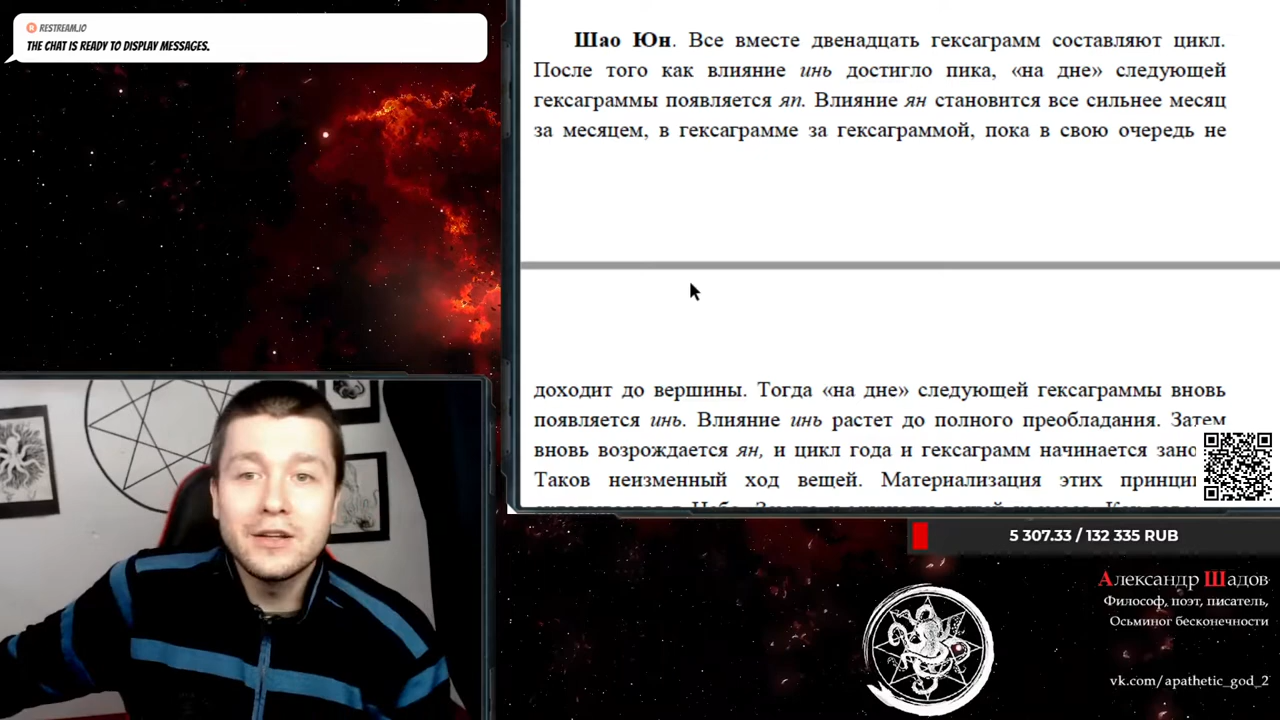 RESTREAM.IO
THE CHAT IS READY TO DISPLAY MESSAGES.
Шао Юн. Все вместе двенадцать гексаграмм составляют цикл.
После того как влияние инь достигло пика, «на дне» следующей
гексаграммы появляется яп. Влияние ян становится все сильнее месяц
за месяцем, в гексаграмме за гексаграммой, пока в свою очередь не
доходит до вершины. Тогда «на дне» следующей гексаграммы вновь
появляется инь. Влияние инь растет до полного преобладания. Затем
вновь возрождается ян, и цикл года и гексаграмм начинается зано
Таков неизменный ход вещей. Материализация этих принци
5 307.33 / 132 335 RUB
Александр Шадов
Философ, поэт, писатель,
Осьминог бесконечности
vk.com/apathetic_god_2